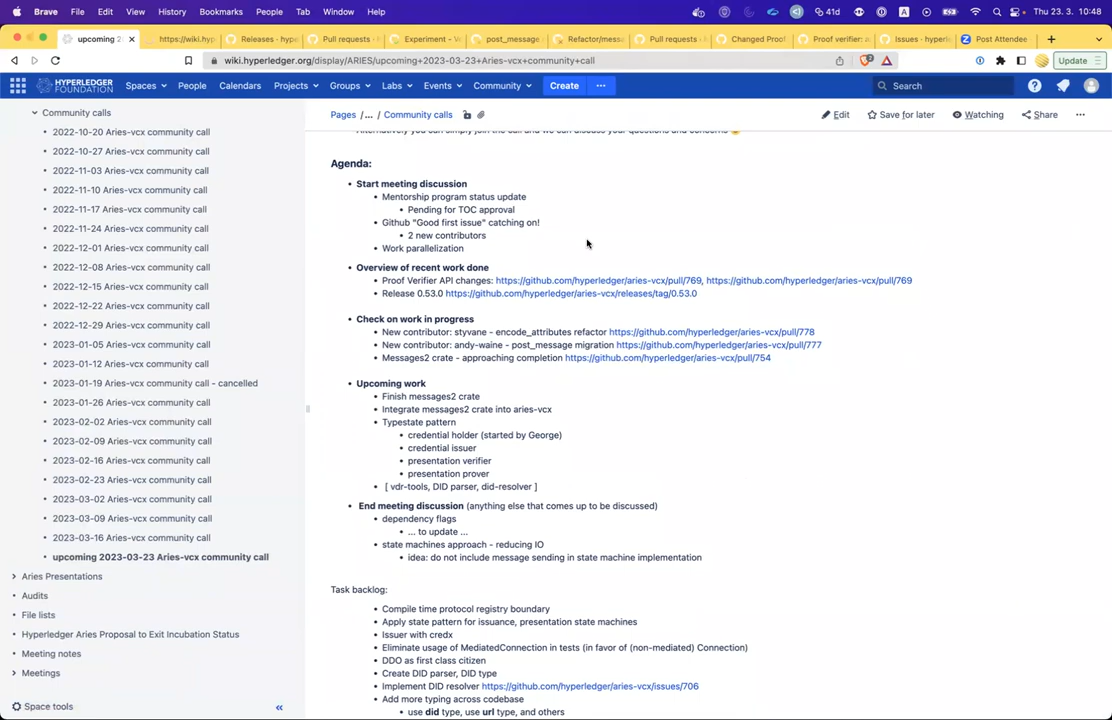 Brave File Edit View History Bookmarks People Tab Window Help 41d A Thu 23. 3. 10:48
upcoming 2 https://wiki.hyp Releases · hype Pull requests · Experiment - V post_message Refactor/mess Pull requests · Changed Proof Proof verifier: a Issues · hyperle Post Attendee
wiki.hyperledger.org/display/ARIES/upcoming+2023-03-23+Aries-vcx+community+call 2 Update
HYPERLEDGER FOUNDATION Spaces People Calendars Projects Groups Labs Events Community Create ··· Search
Pages /... / Community calls Edit Save for later Watching Share ···
Community calls
2022-10-20 Aries-vcx community call
2022-10-27 Aries-vcx community call
2022-11-03 Aries-vcx community call
2022-11-10 Aries-vcx community call
2022-11-17 Aries-vcx community call
2022-11-24 Aries-vcx community call
2022-12-01 Aries-vcx community call
2022-12-08 Aries-vcx community call
2022-12-15 Aries-vcx community call
2022-12-22 Aries-vcx community call
2022-12-29 Aries-vcx community call
2023-01-05 Aries-vcx community call
2023-01-12 Aries-vcx community call
2023-01-19 Aries-vcx community call - cancelled
2023-01-26 Aries-vcx community call
2023-02-02 Aries-vcx community call
2023-02-09 Aries-vcx community call
2023-02-16 Aries-vcx community call
2023-02-23 Aries-vcx community call
2023-03-02 Aries-vcx community call
2023-03-09 Aries-vcx community call
2023-03-16 Aries-vcx community call
upcoming 2023-03-23 Aries-vcx community call
Aries Presentations
Audits
File lists
Hyperledger Aries Proposal to Exit Incubation Status
Meeting notes
Meetings
Space tools «
Alternatively you can simply join the call and we can discuss your questions and concerns
Agenda:
• Start meeting discussion
• Mentorship program status update
• Pending for TOC approval
• Github "Good first issue" catching on!
• 2 new contributors
• Work parallelization
• Overview of recent work done
• Proof Verifier API changes: https://github.com/hyperledger/aries-vcx/pull/769, https://github.com/hyperledger/aries-vcx/pull/769
• Release 0.53.0 https://github.com/hyperledger/aries-vcx/releases/tag/0.53.0
• Check on work in progress
• New contributor: styvane - encode_attributes refactor https://github.com/hyperledger/aries-vcx/pull/778
• New contributor: andy-waine - post_message migration https://github.com/hyperledger/aries-vcx/pull/777
• Messages2 crate - approaching completion https://github.com/hyperledger/aries-vcx/pull/754
• Upcoming work
• Finish messages2 crate
• Integrate messages2 crate into aries-vcx
• Typestate pattern
• credential holder (started by George)
• credential issuer
• presentation verifier
• presentation prover
• [ vdr-tools, DID parser, did-resolver ]
• End meeting discussion (anything else that comes up to be discussed)
• dependency flags
• ... to update ...
• state machines approach - reducing IO
• idea: do not include message sending in state machine implementation
Task backlog:
• Compile time protocol registry boundary
• Apply state pattern for issuance, presentation state machines
• Issuer with credx
• Eliminate usage of MediatedConnection in tests (in favor of (non-mediated) Connection)
• DDO as first class citizen
• Create DID parser, DID type
• Implement DID resolver https://github.com/hyperledger/aries-vcx/issues/706
• Add more typing across codebase
• use did type, use url type, and others